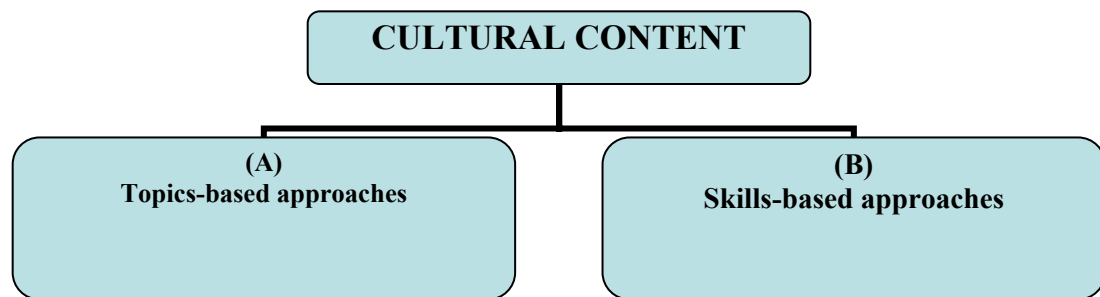 CULTURAL CONTENT
(A)
Topics-based approaches
(B)
Skills-based approaches